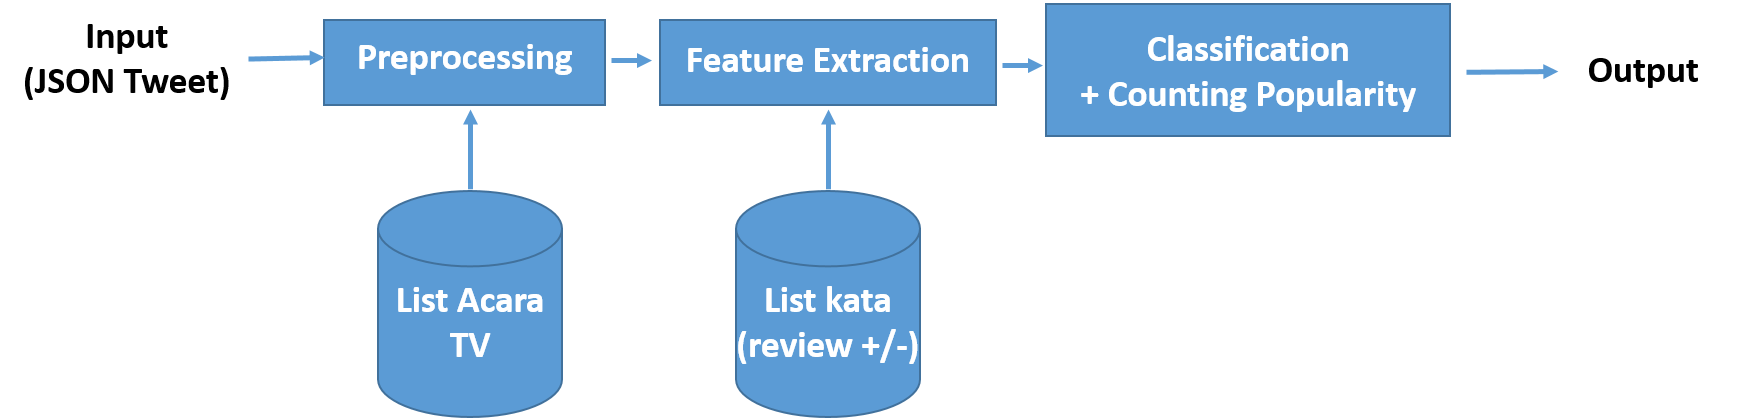 Input
(JSON Tweet)
Preprocessing
Feature Extraction
Classification
+ Counting Popularity
Output
List Acara
TV
List kata
(review +/-)